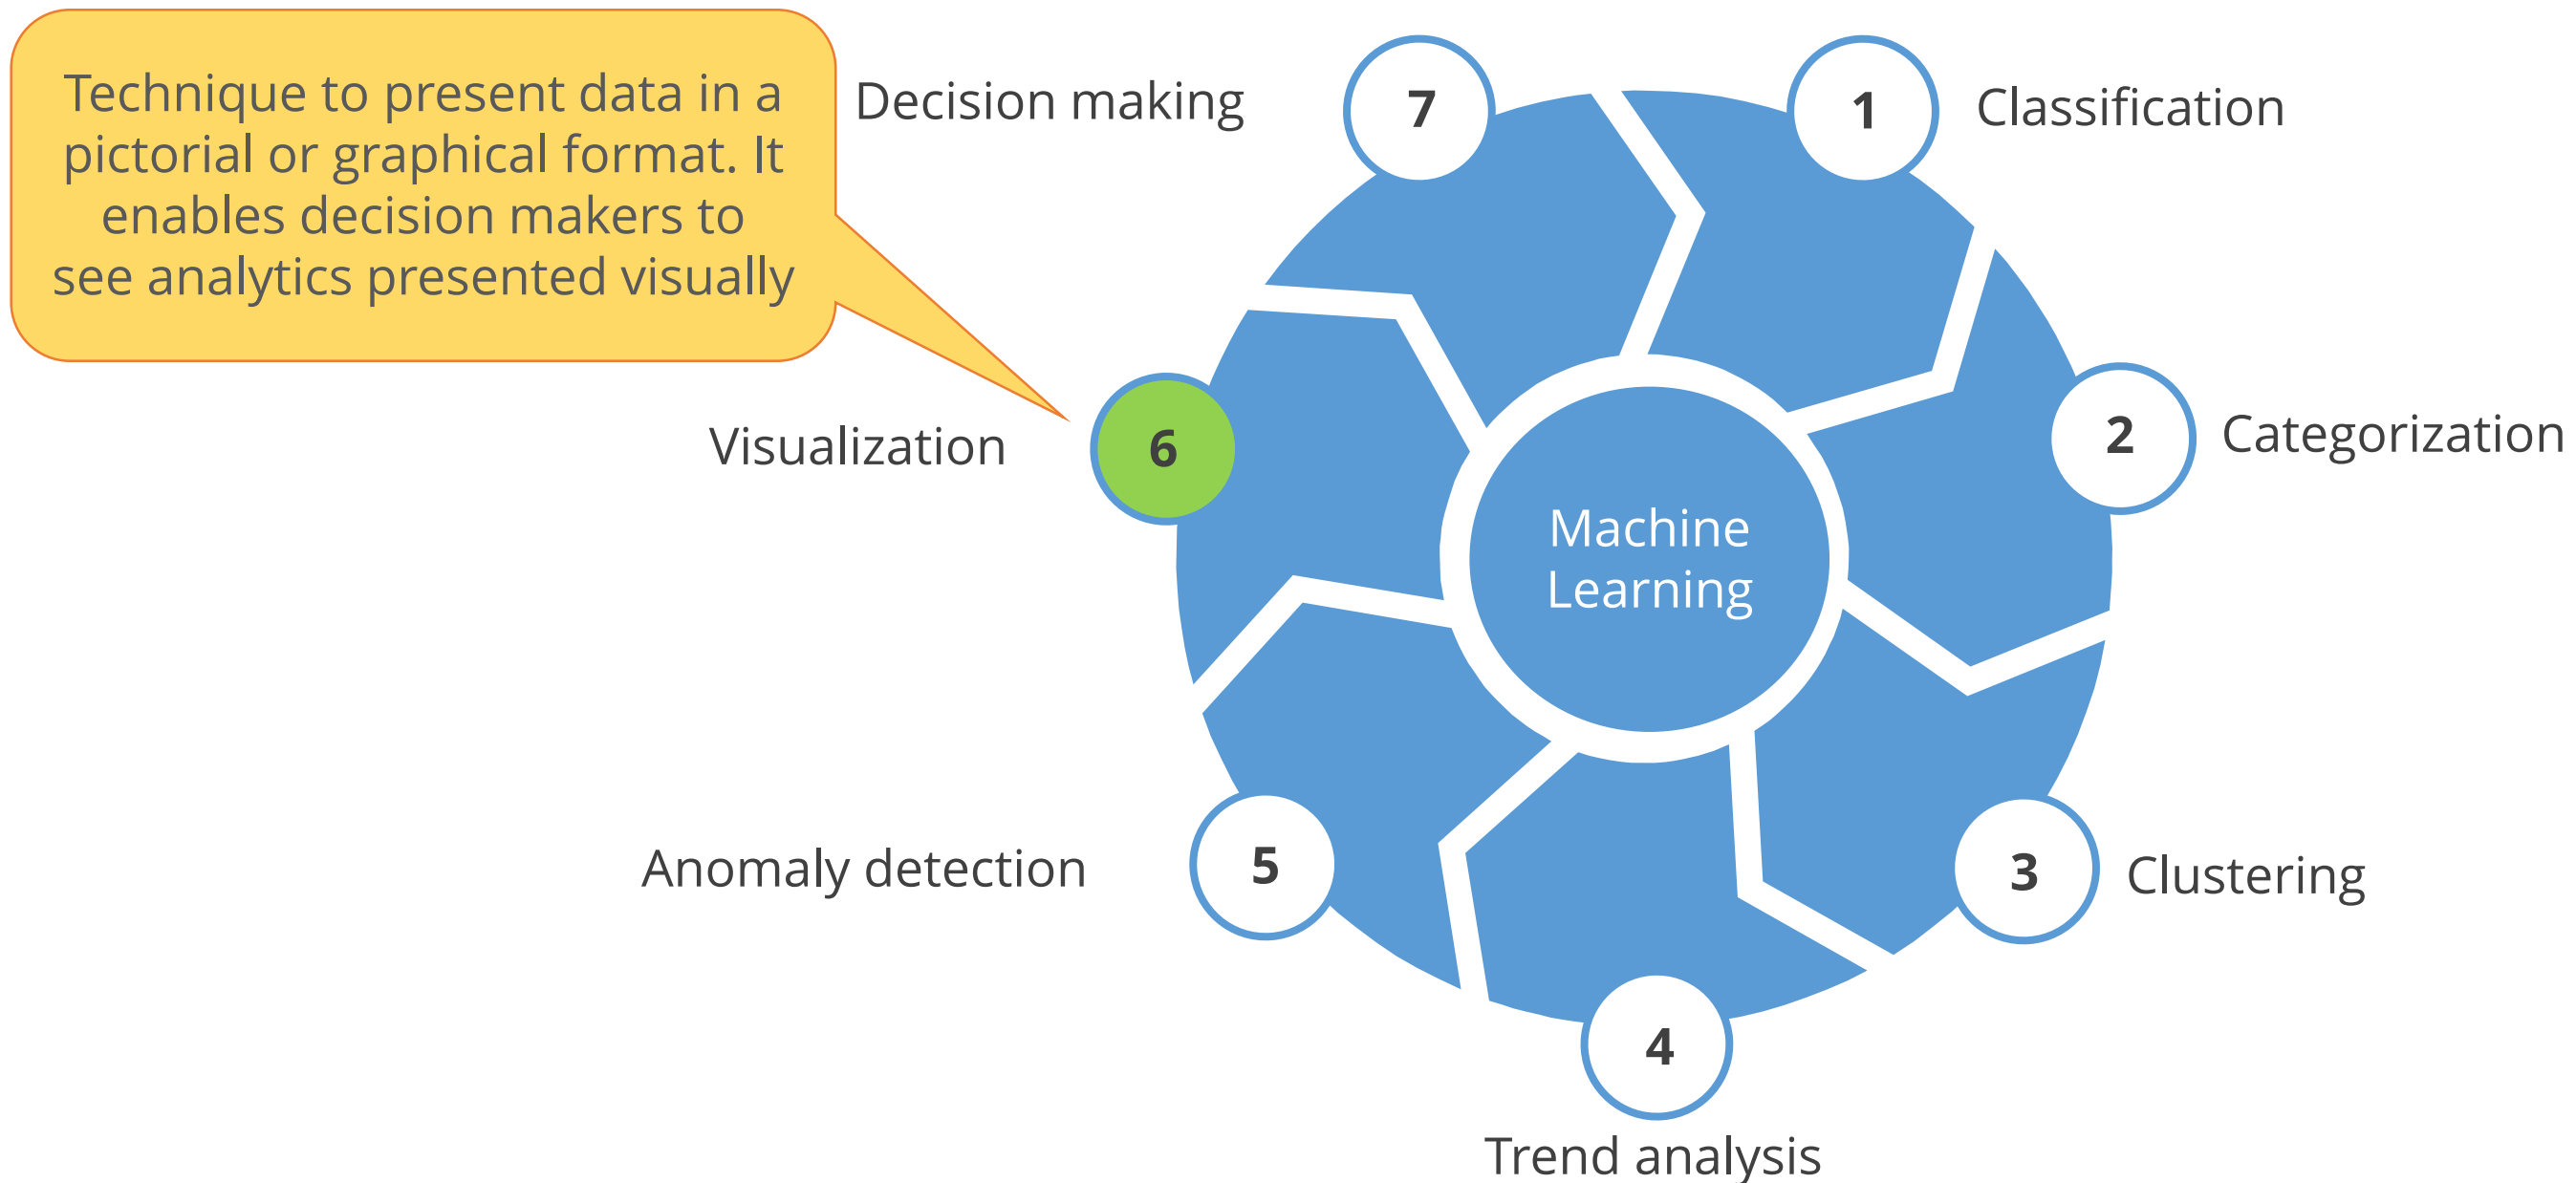 Technique to present data in a
pictorial or graphical format. It
enables decision makers to
see analytics presented visually
Decision making
7
1
Classification
Visualization
6
2
Categorization
Machine
Learning
Anomaly detection
5
3
Clustering
4
Trend analysis